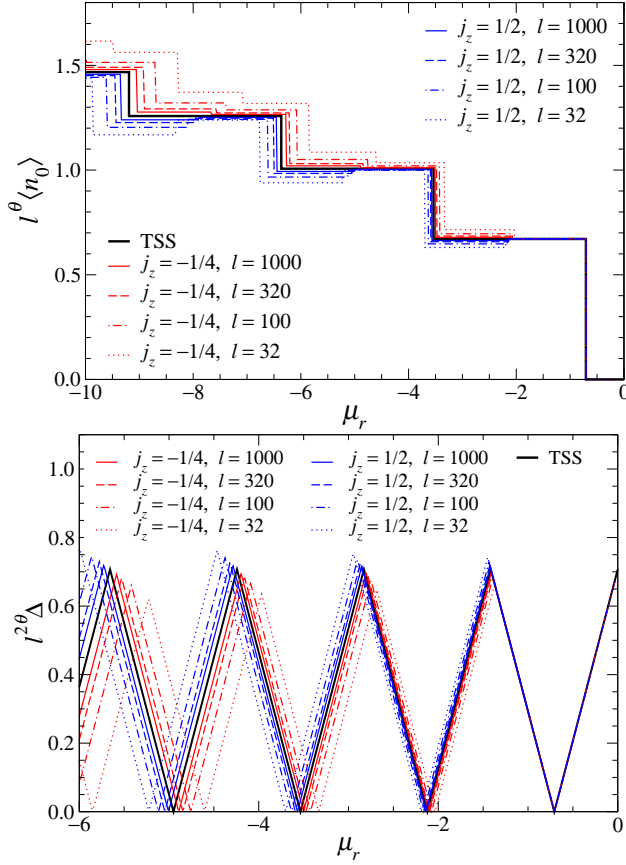 l^θ⟨n_0⟩
1.5
1.0
0.5
0.0
j_z = 1/2, l = 1000
j_z = 1/2, l = 320
j_z = 1/2, l = 100
j_z = 1/2, l = 32
TSS
j_z = −1/4, l = 1000
j_z = −1/4, l = 320
j_z = −1/4, l = 100
j_z = −1/4, l = 32
−10 −8 −6 −4 −2 0
μ_r
l^{2θ}Δ
1.0
0.8
0.6
0.4
0.2
0.0
j_z = −1/4, l = 1000
j_z = −1/4, l = 320
j_z = −1/4, l = 100
j_z = −1/4, l = 32
j_z = 1/2, l = 1000
j_z = 1/2, l = 320
j_z = 1/2, l = 100
j_z = 1/2, l = 32
TSS
−6 −4 −2 0
μ_r